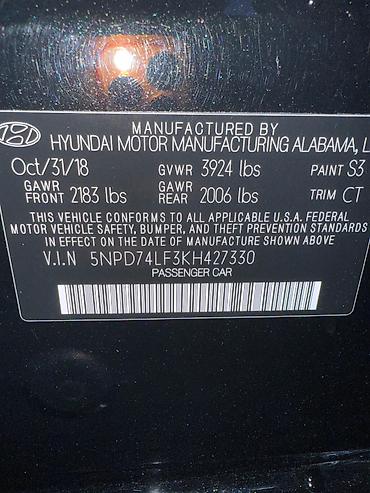 MANUFACTURED BY
HYUNDAI MOTOR MANUFACTURING ALABAMA, L
Oct/31/18 GVWR 3924 lbs PAINT S3
GAWR FRONT 2183 lbs GAWR REAR 2006 lbs TRIM CT
THIS VEHICLE CONFORMS TO ALL APPLICABLE U.S.A. FEDERAL
MOTOR VEHICLE SAFETY, BUMPER, AND THEFT PREVENTION STANDARDS
IN EFFECT ON THE DATE OF MANUFACTURE SHOWN ABOVE
V.I.N 5NPD74LF3KH427330
PASSENGER CAR